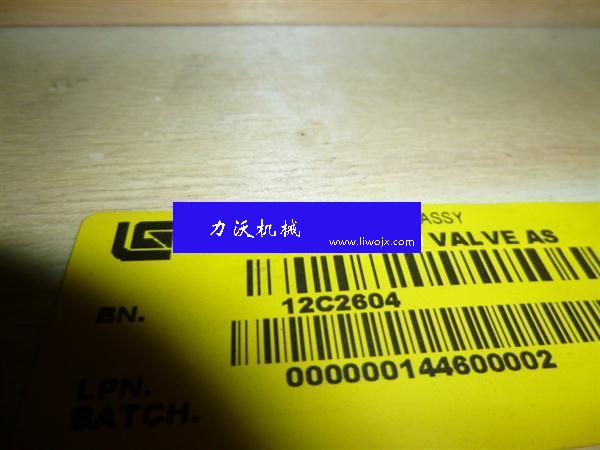 ASSY
力沃机械
www.liwojx.com
VALVE AS
BN.
12C2604
LPN.
000000144600002
BATCH.